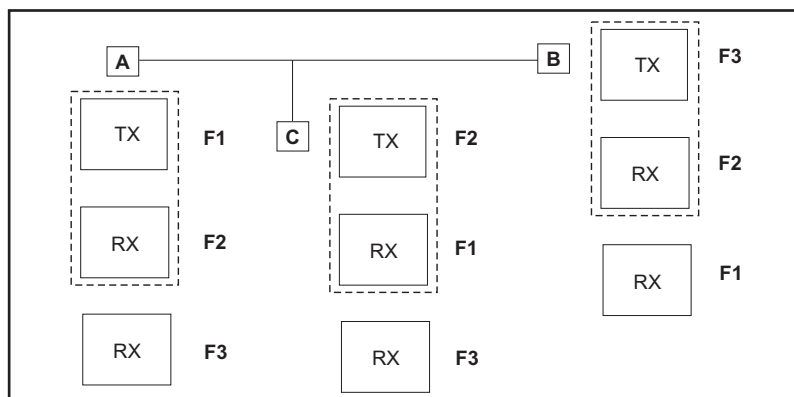 A
B
C
TX F1
RX F2
RX F3
TX F2
RX F1
RX F3
TX F3
RX F2
RX F1